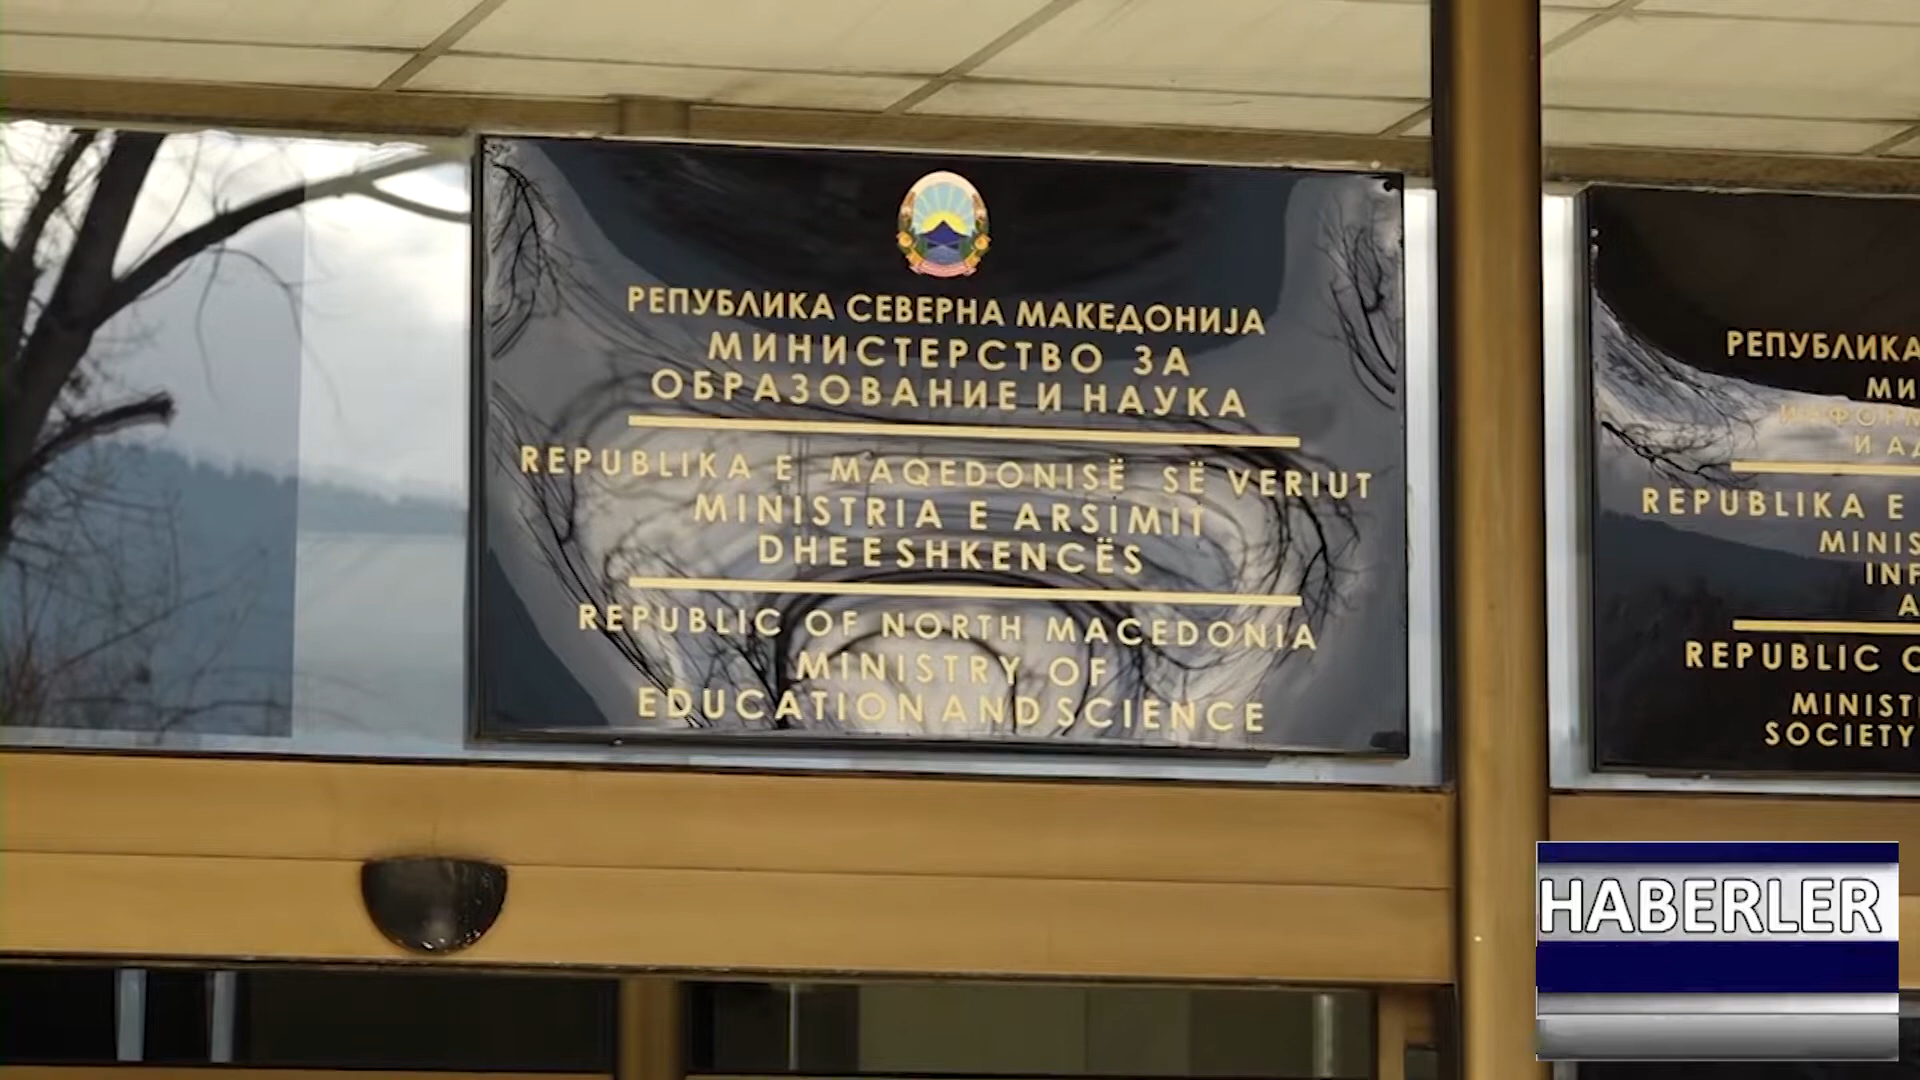 РЕПУБЛИКА СЕВЕРНА МАКЕДОНИЈА
МИНИСТЕРСТВО ЗА
ОБРАЗОВАНИЕ И НАУКА
REPUBLIKA E MAQEDONISË SË VERIUT
MINISTRIA E ARSIMIT
DHE E SHKENCËS
REPUBLIC OF NORTH MACEDONIA
MINISTRY OF
EDUCATION AND SCIENCE
РЕПУБЛИКА
И
REPUBLIKA E
REPUBLIC
SOCIETY
HABERLER